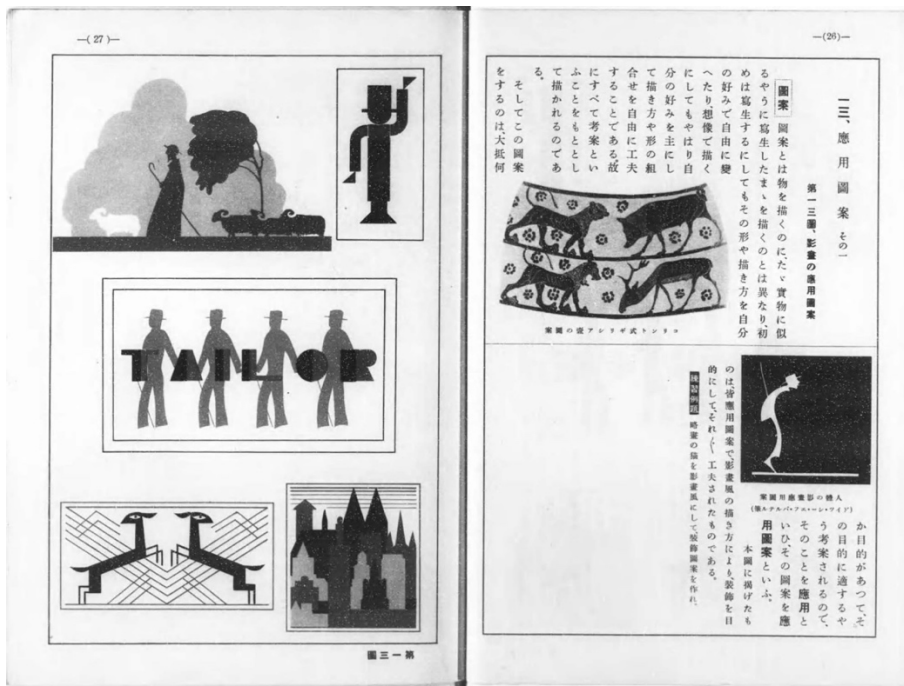 —(26)—
一三、應用圖案 その一
第一三圖、影畫の應用圖案
圖案 圖案とは物を描くのに、たゞ實物に似
るやうに寫生したまゝを描くのとは異なり、初
めは寫生するにしてもその形や描き方を自分
の好みで自由に變
へたり、想像で描く
にしてもやはり自
分の好みを主にし
て描き方や形の組
合せを自由に工夫
することである。故
にすべて考案とい
ふことをもととし
て描かれるのであ
る。
そしてこの圖案
をするのは、大抵何
コリント式ギリシア壺の圖案
人體の影畫應用圖案
か目的があつて、そ
の目的に適するや
う考案されるので、
そのことを應用と
いひ、その圖案を應
用圖案といふ。
本圖に揭げたも
のは、皆應用圖案で、影畫風の描き方により、裝飾を目
的にして、それ〲工夫されたものである。
練習例題 略畫の猫を影畫風にして、裝飾圖案を作れ。
—(27)—
TAILOR
第一三圖